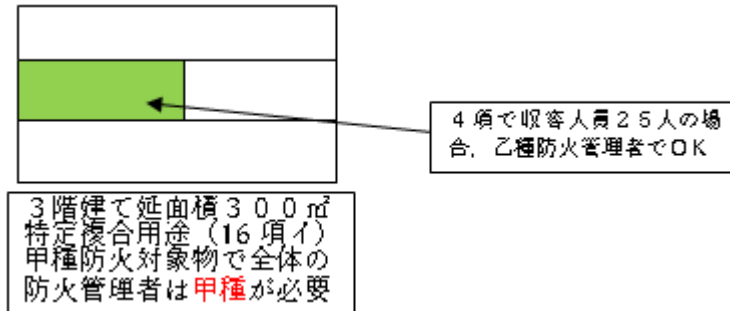 ４項で収容人員２５人の場
合，乙種防火管理者でＯＫ
３階建て延面積３００㎡
特定複合用途（16 項イ）
甲種防火対象物で全体の
防火管理者は甲種が必要